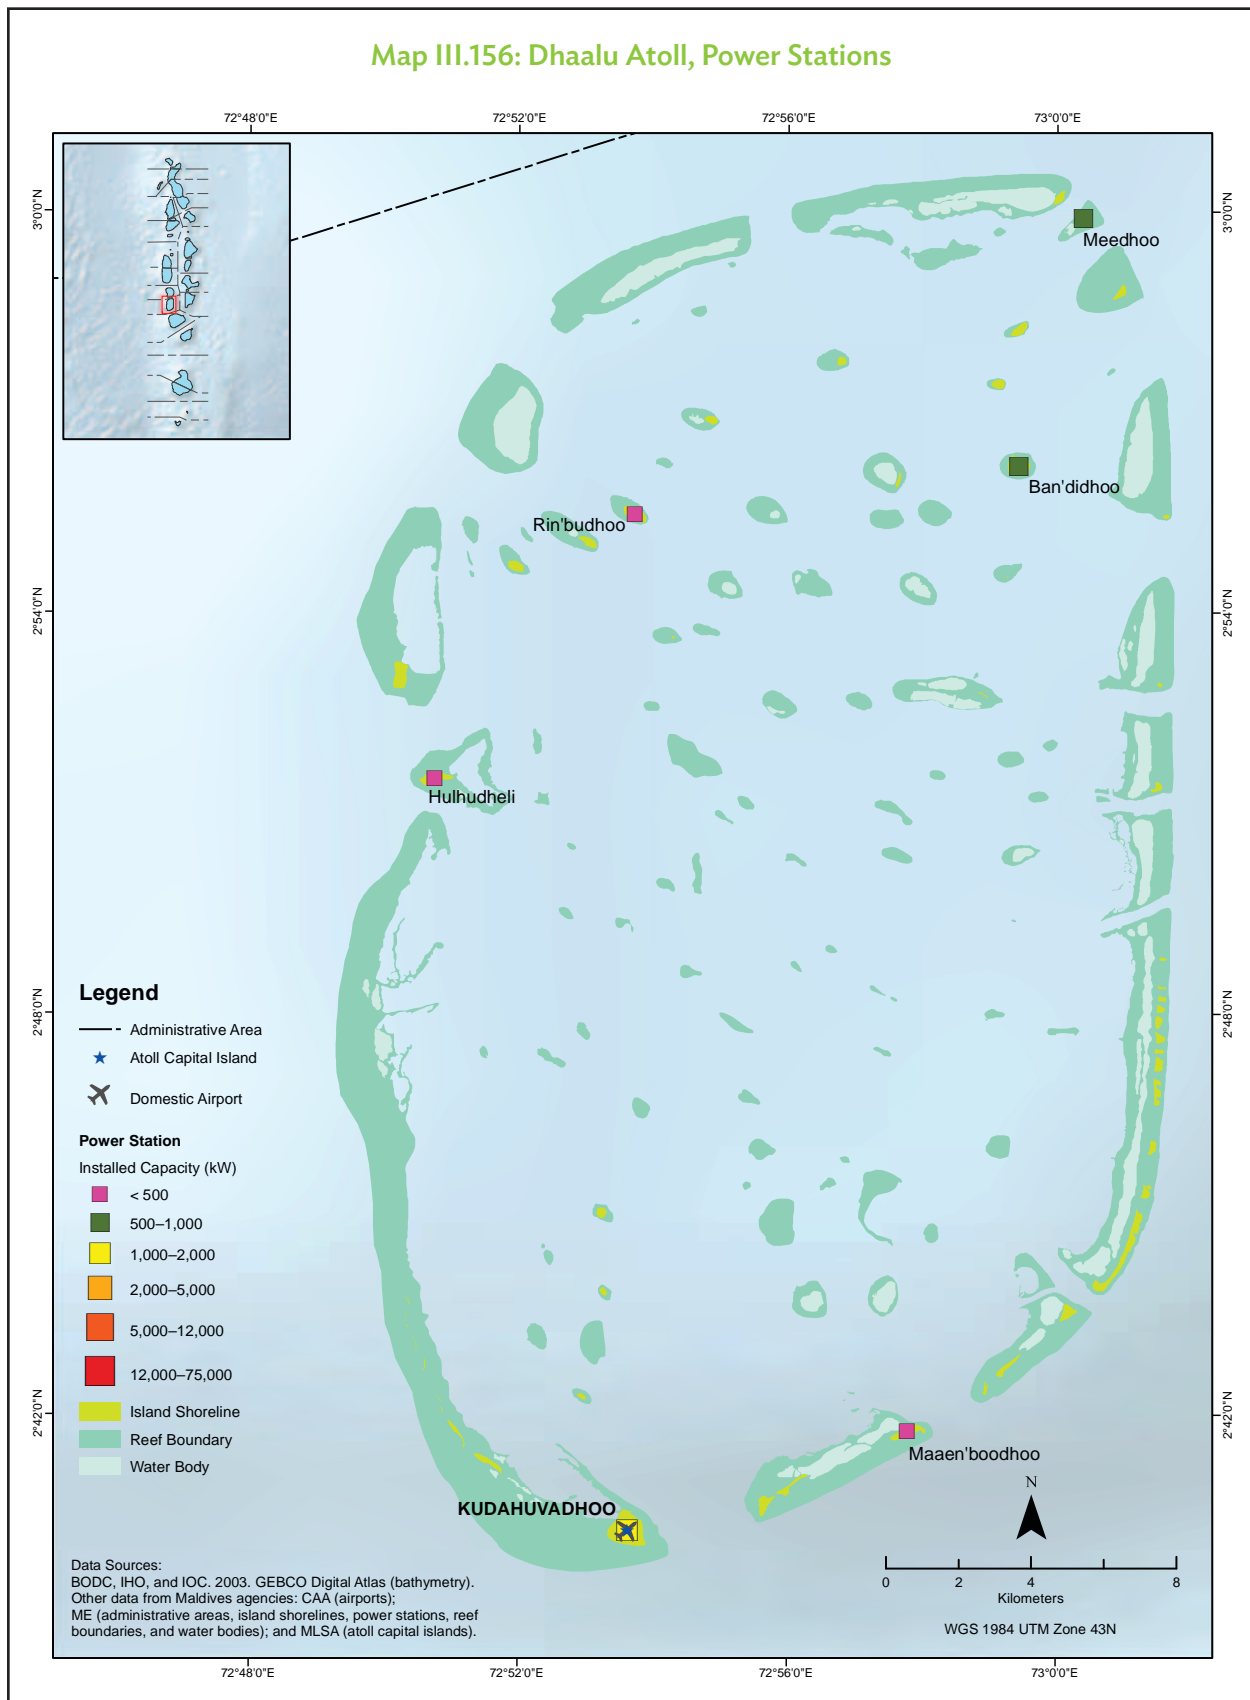 Map III.156: Dhaalu Atoll, Power Stations
72°48'0"E
72°52'0"E
72°56'0"E
73°0'0"E
3°0'0"N
3°0'0"N
Meedhoo
Ban'didhoo
Rin'budhoo
2°54'0"N
2°54'0"N
Hulhudheli
2°48'0"N
2°48'0"N
Legend
Administrative Area
Atoll Capital Island
Domestic Airport
Power Station
Installed Capacity (kW)
< 500
500–1,000
1,000–2,000
2,000–5,000
5,000–12,000
12,000–75,000
Island Shoreline
Reef Boundary
Water Body
2°42'0"N
2°42'0"N
Maaen'boodhoo
KUDAHUVADHOO
N
0 2 4 8
Kilometers
WGS 1984 UTM Zone 43N
Data Sources:
BODC, IHO, and IOC. 2003. GEBCO Digital Atlas (bathymetry).
Other data from Maldives agencies: CAA (airports);
ME (administrative areas, island shorelines, power stations, reef
boundaries, and water bodies); and MLSA (atoll capital islands).
72°48'0"E
72°52'0"E
72°56'0"E
73°0'0"E